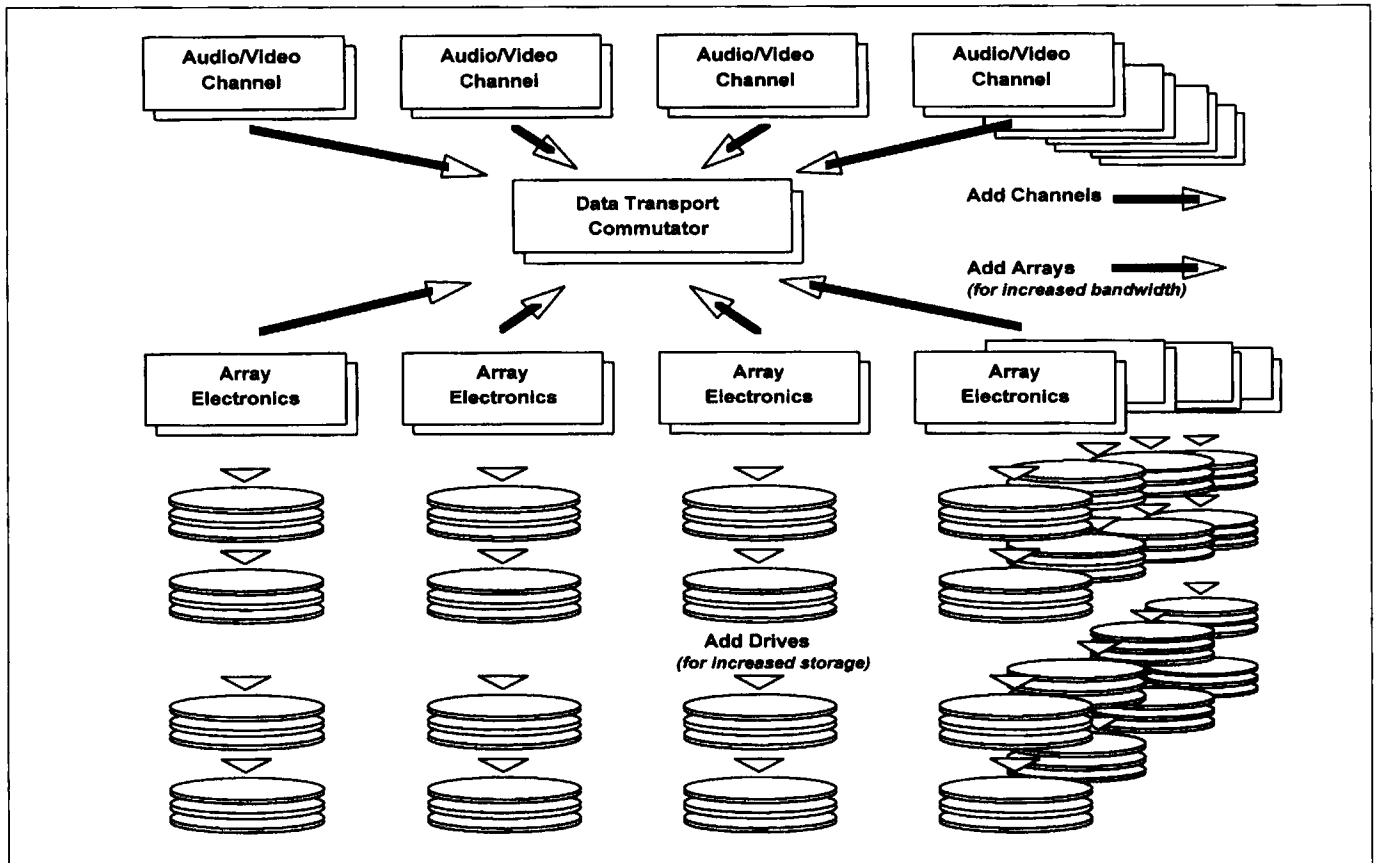 Audio/Video
Channel
Audio/Video
Channel
Audio/Video
Channel
Audio/Video
Channel
Data Transport
Commutator
Add Channels
Add Arrays
(for increased bandwidth)
Array
Electronics
Array
Electronics
Array
Electronics
Array
Electronics
Add Drives
(for increased storage)